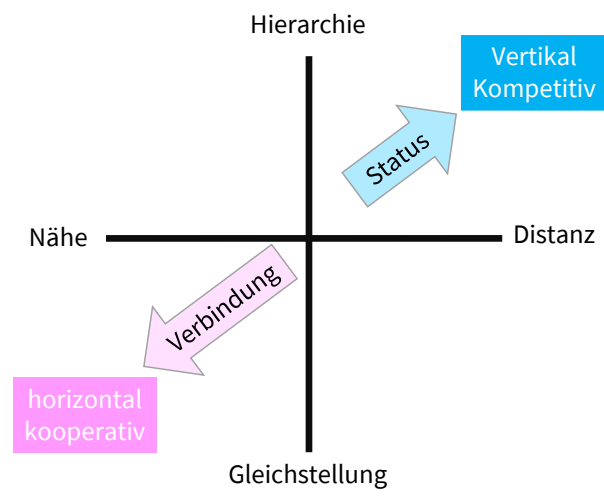 Hierarchie
Vertikal
Kompetitiv
Status
Nähe
Distanz
Verbindung
horizontal
kooperativ
Gleichstellung